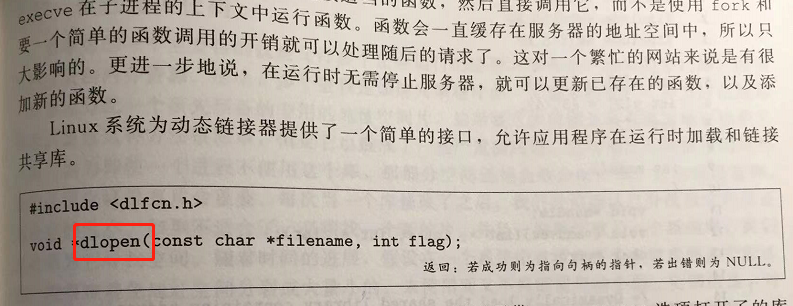 的函数，然后直接调用它，而不是使用 fork 和
execve 在子进程的上下文中运行函数。函数会一直缓存在服务器的地址空间中，所以只
要一个简单的函数调用的开销就可以处理随后的请求了。这对一个繁忙的网站来说是有很
大影响的。更进一步地说，在运行时无需停止服务器，就可以更新已存在的函数，以及添
加新的函数。
Linux 系统为动态链接器提供了一个简单的接口，允许应用程序在运行时加载和链接
共享库。
#include <dlfcn.h>
void *dlopen(const char *filename, int flag);
返回：若成功则为指向句柄的指针，若出错则为 NULL。
选项打开了的库